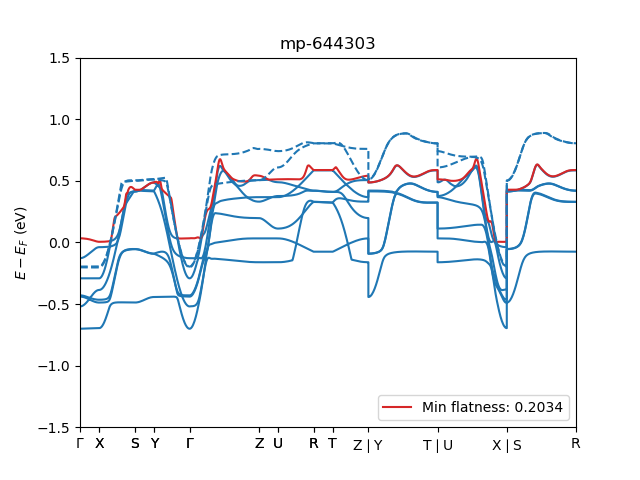 mp-644303
1.5
1.0
0.5
0.0
−0.5
−1.0
−1.5
E − E_F (eV)
Min flatness: 0.2034
Γ X S Y Γ Z U R T Z | Y T | U X | S R